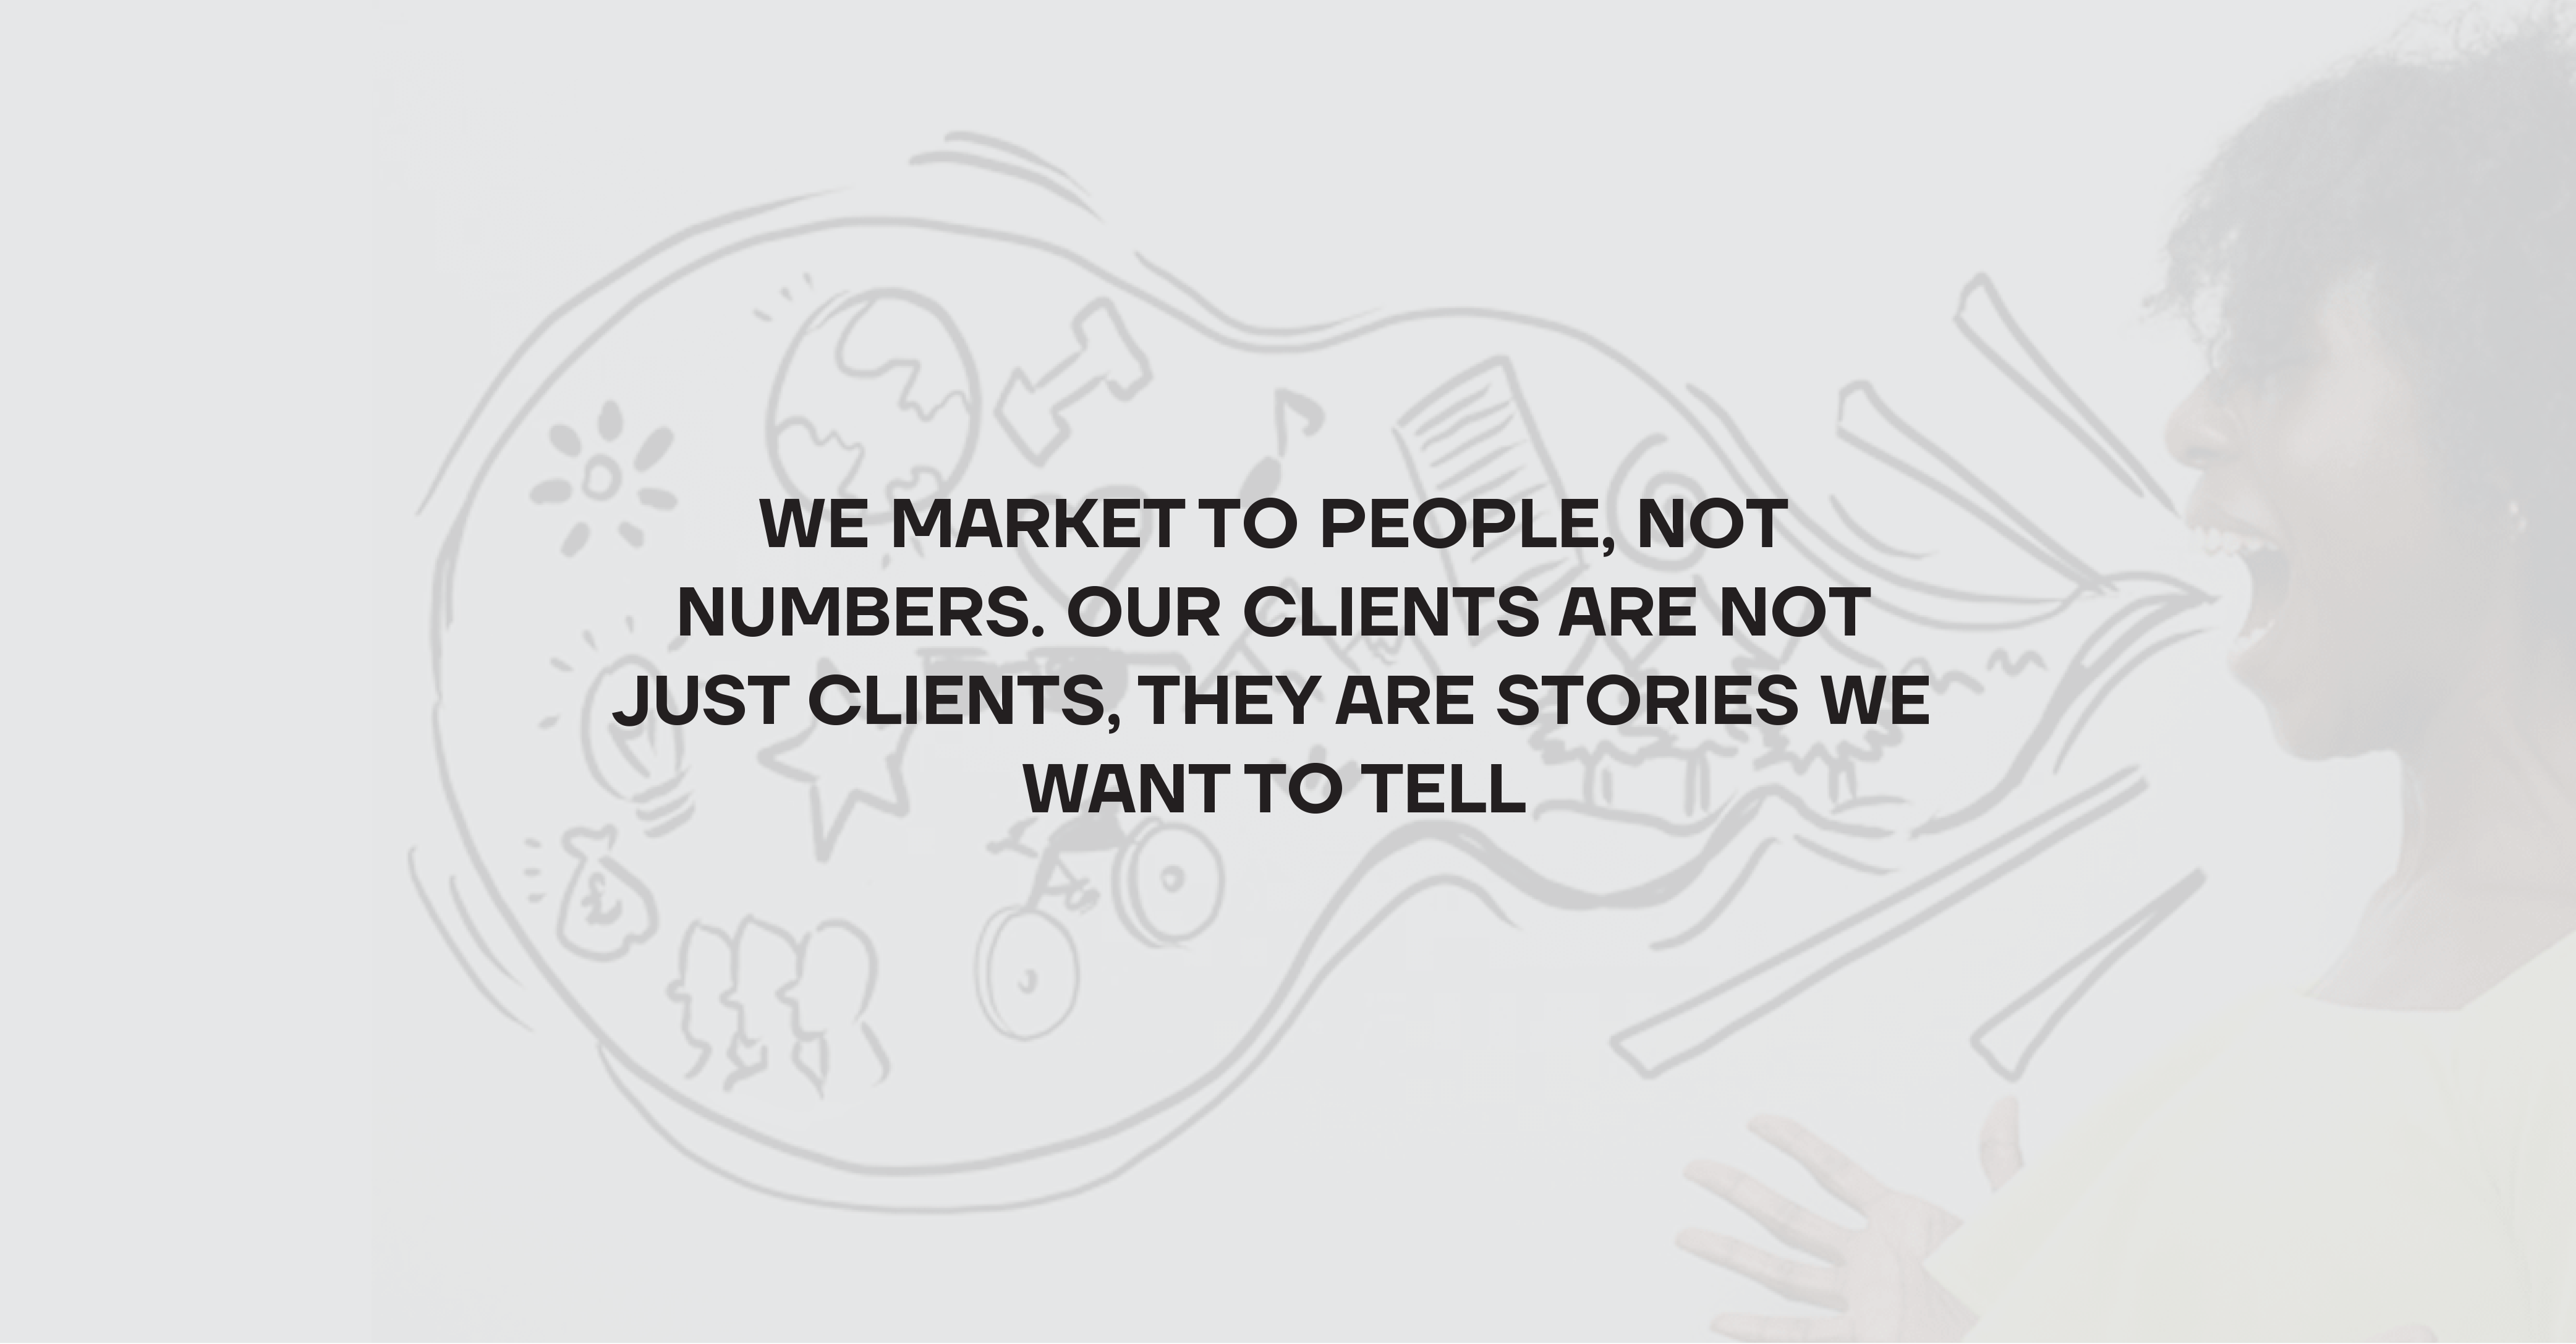 WE MARKET TO PEOPLE, NOT
NUMBERS. OUR CLIENTS ARE NOT
JUST CLIENTS, THEY ARE STORIES WE
WANT TO TELL
£